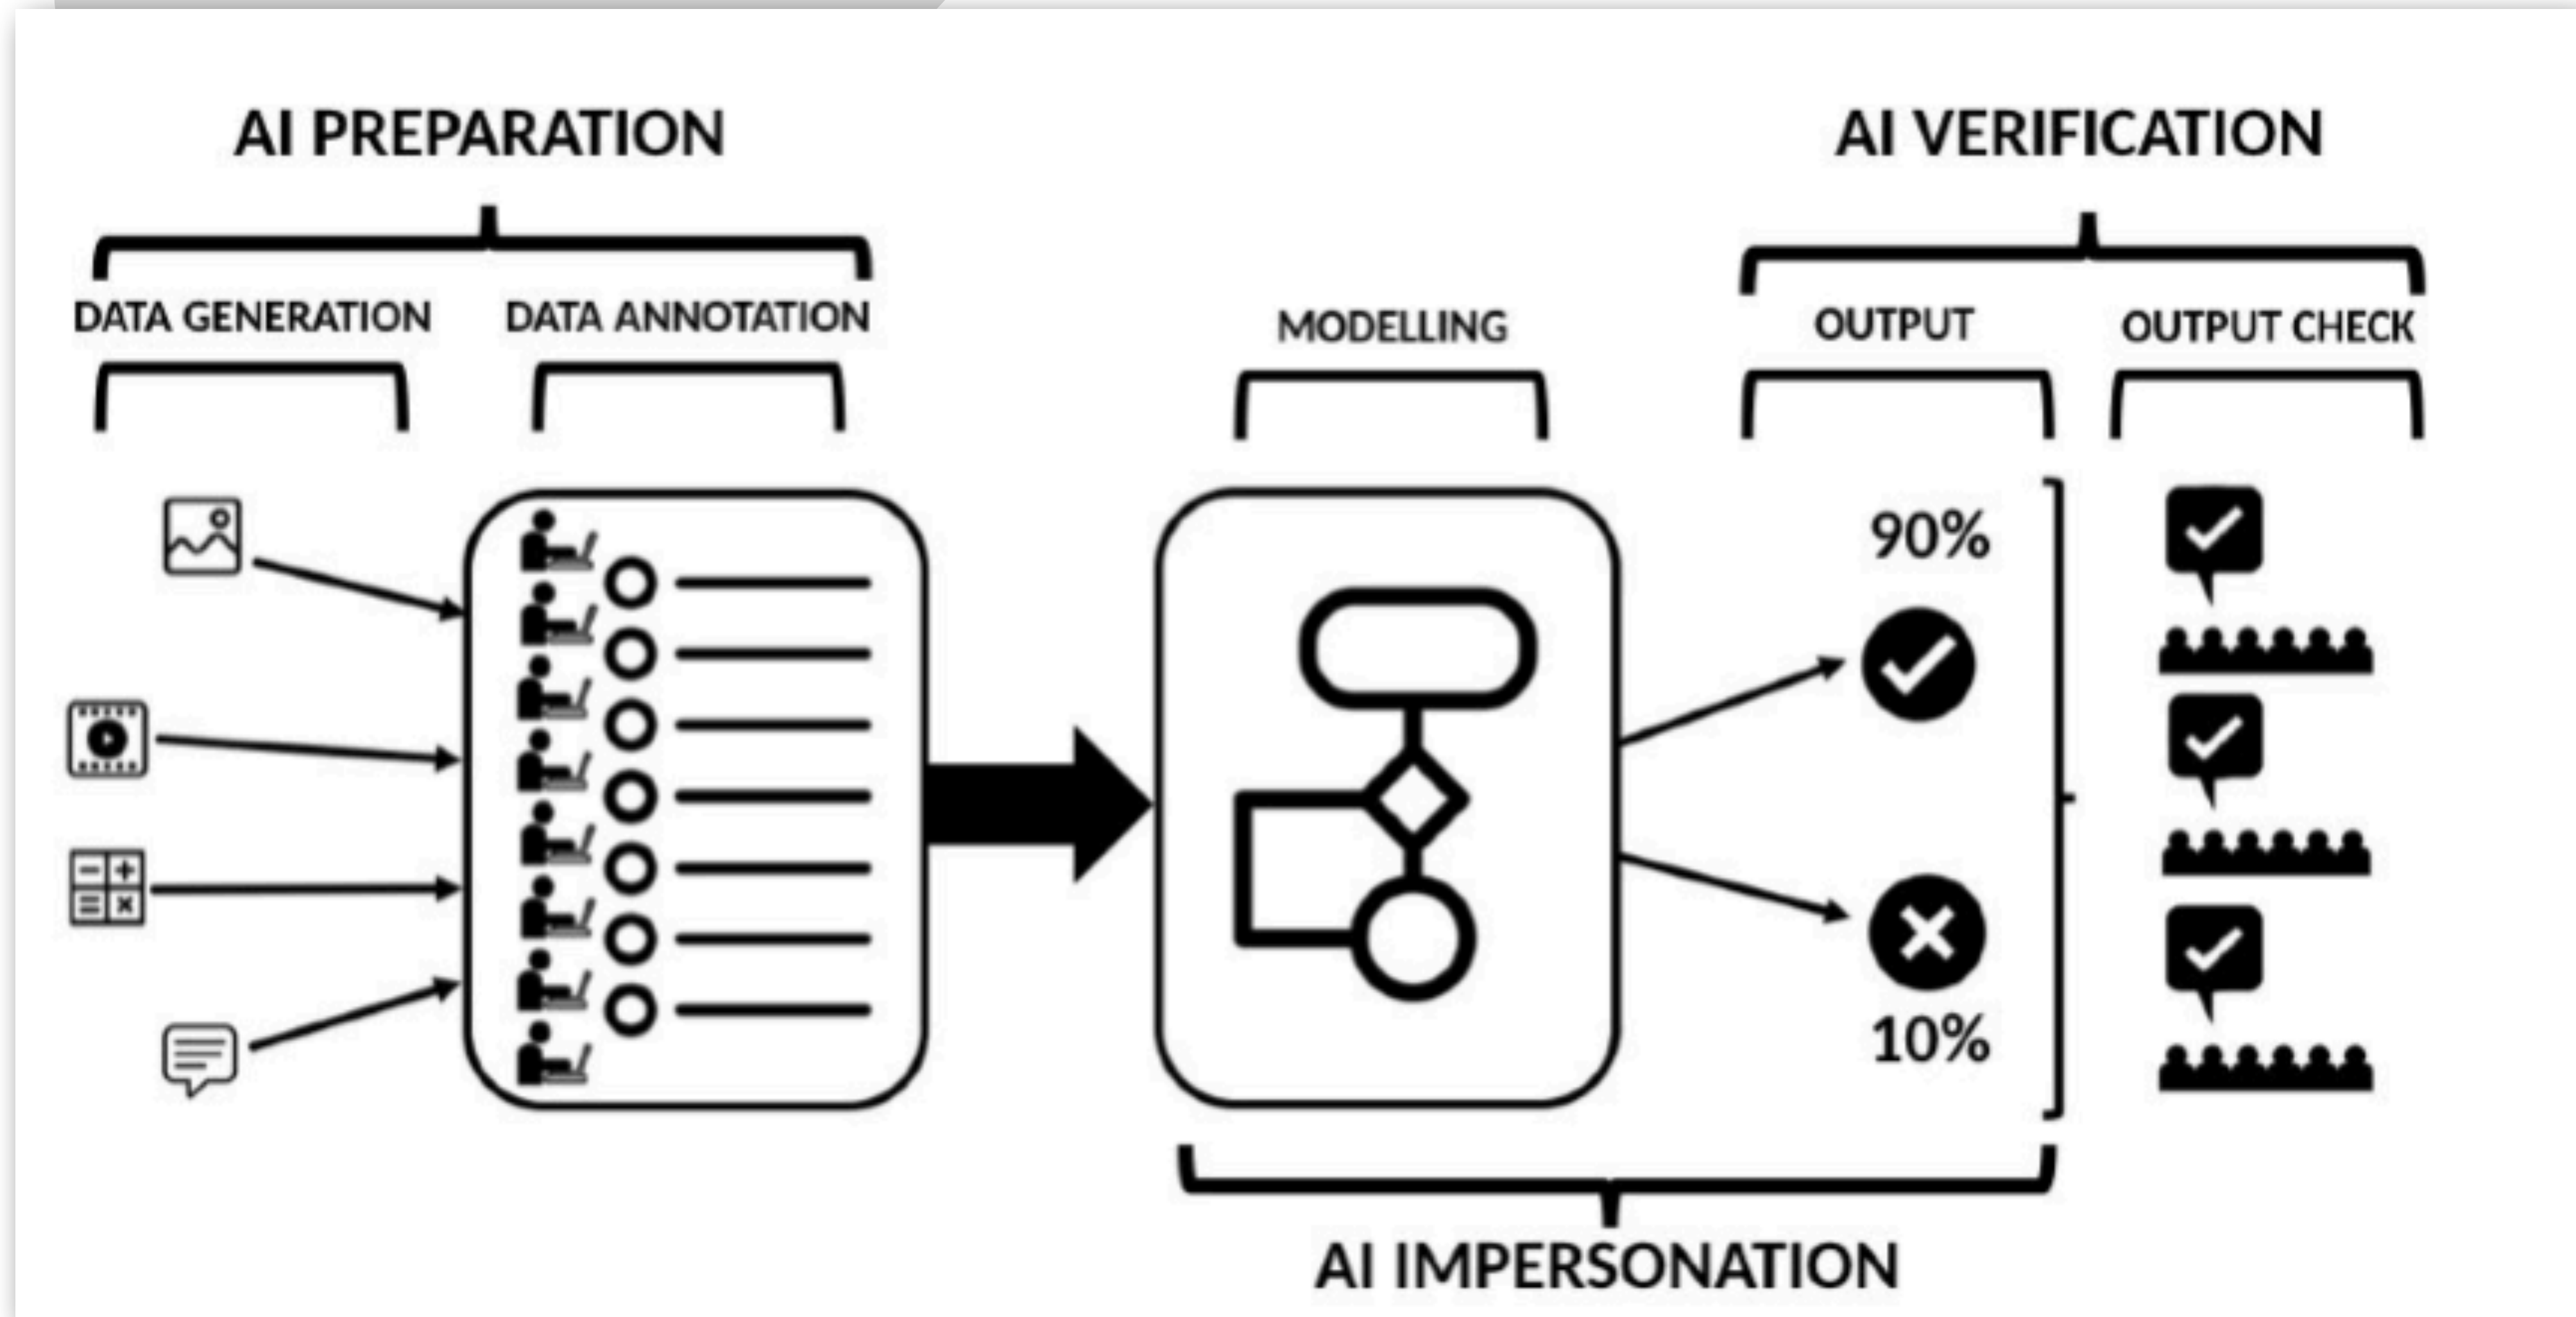 AI PREPARATION
AI VERIFICATION
DATA GENERATION
DATA ANNOTATION
MODELLING
OUTPUT
OUTPUT CHECK
90%
10%
AI IMPERSONATION